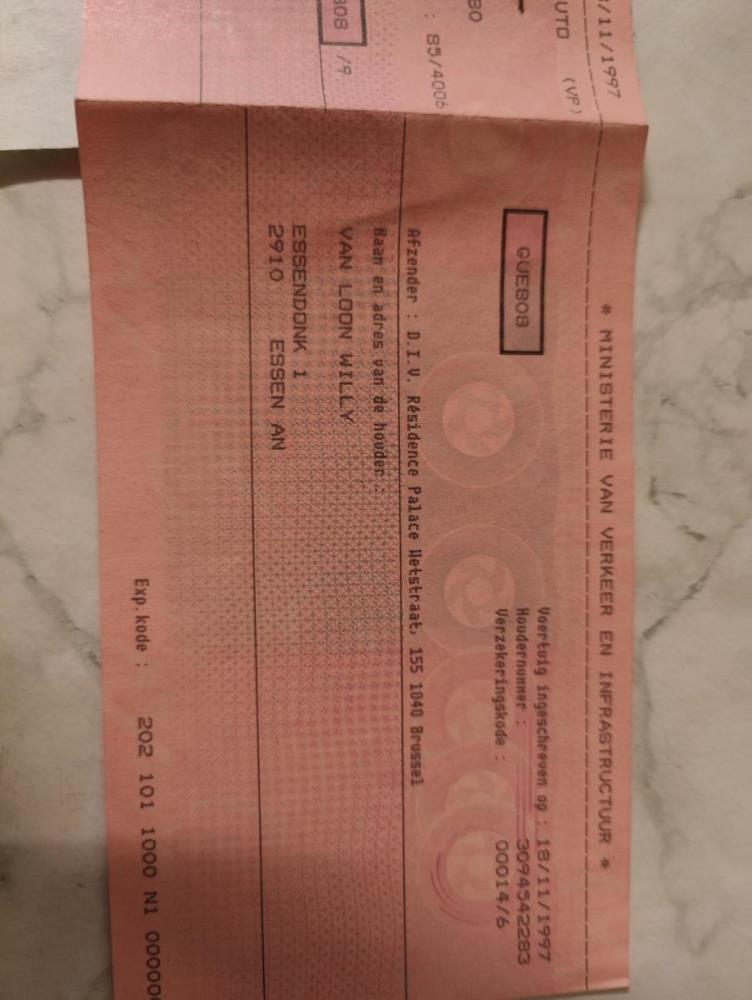 /11/1997
UTO (VP)
: 85/4006
808 /9
* MINISTERIE VAN VERKEER EN INFRASTRUCTUUR *
Voertuig ingeschreven op : 18/11/1997
GUE808
Houdernummer : 3094542283
Verzekeringskode : 00014/6
Afzender : D.I.V. Résidence Palace Wetstraat, 155 1040 Brussel
Naam en adres van de houder :
VAN LOON WILLY
ESSENDONK 1
2910 ESSEN AN
Exp.kode : 202 101 1000 N1 00000